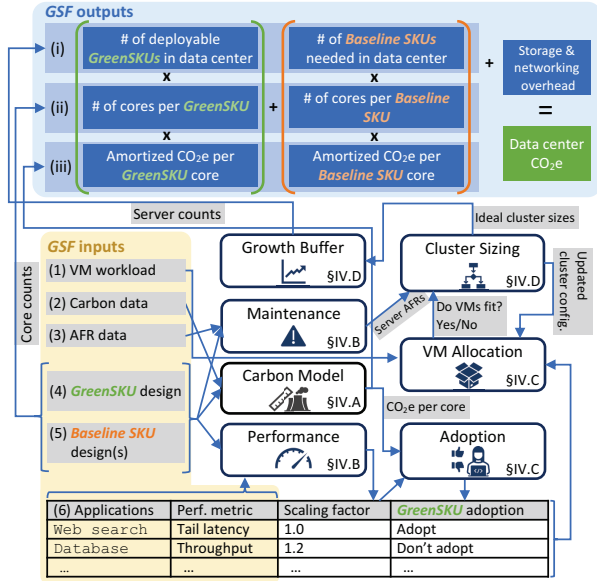 GSF outputs
(i)
# of deployable
GreenSKUs in data center
# of Baseline SKUs
needed in data center
x
x
+
Storage &
networking
overhead
(ii)
# of cores per GreenSKU
+
# of cores per Baseline
SKU
=
x
x
(iii)
Amortized CO2e per
GreenSKU core
Amortized CO2e per
Baseline SKU core
Data center
CO2e
Server counts
Ideal cluster sizes
Core counts
GSF inputs
(1) VM workload
(2) Carbon data
(3) AFR data
(4) GreenSKU design
(5) Baseline SKU
design(s)
Growth Buffer
§IV.D
Cluster Sizing
§IV.D
Updated
cluster config.
Maintenance
§IV.B
Server AFRs
Do VMs fit?
Yes/No
VM Allocation
§IV.C
Carbon Model
§IV.A
CO2e per core
Performance
§IV.B
Adoption
§IV.C
(6) Applications Perf. metric Scaling factor GreenSKU adoption
Web search Tail latency 1.0 Adopt
Database Throughput 1.2 Don't adopt
... ... ... ...